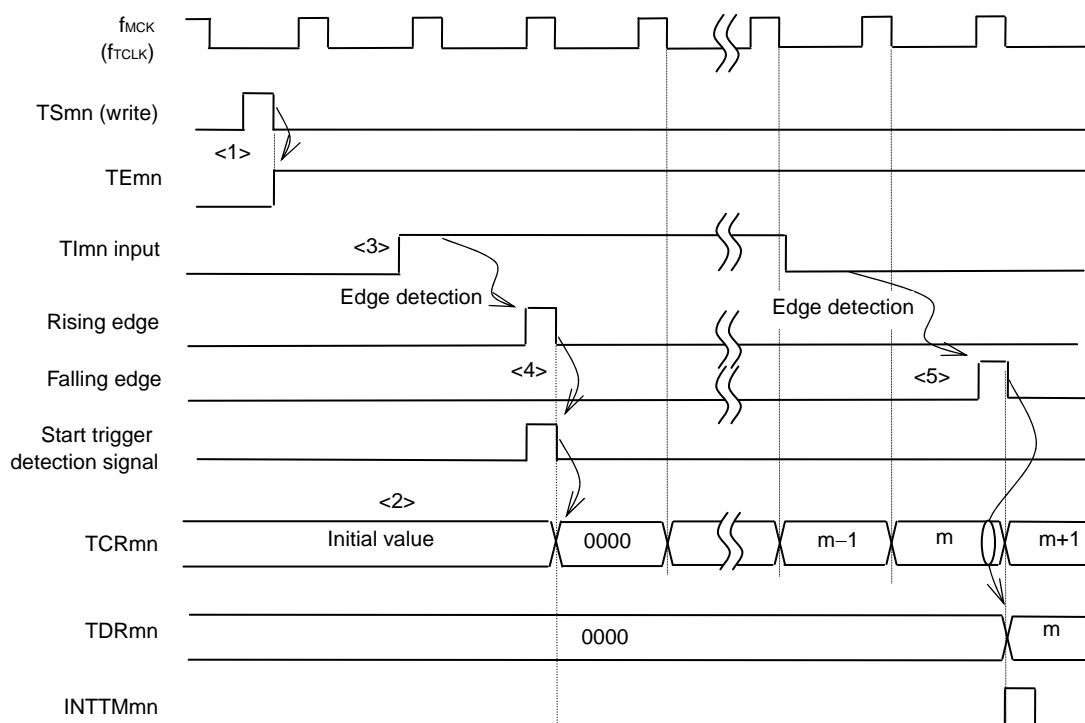 fMCK
(fTCLK)
TSmn (write)
<1>
TEmn
TImn input
<3>
Edge detection
Edge detection
Rising edge
<4>
Falling edge
<5>
Start trigger
detection signal
<2>
TCRmn
Initial value
0000
m−1
m
m+1
TDRmn
0000
m
INTTMmn